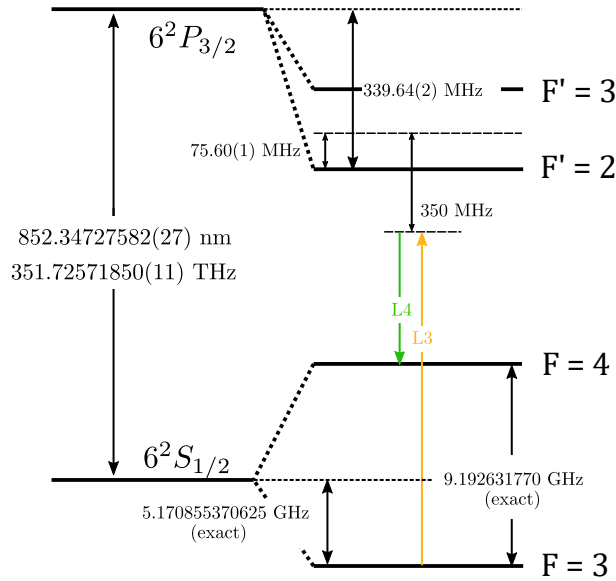 6²P₃/₂
339.64(2) MHz
F' = 3
75.60(1) MHz
F' = 2
350 MHz
852.34727582(27) nm
351.72571850(11) THz
L4
L3
F = 4
6²S₁/₂
9.192631770 GHz
(exact)
5.170855370625 GHz
(exact)
F = 3